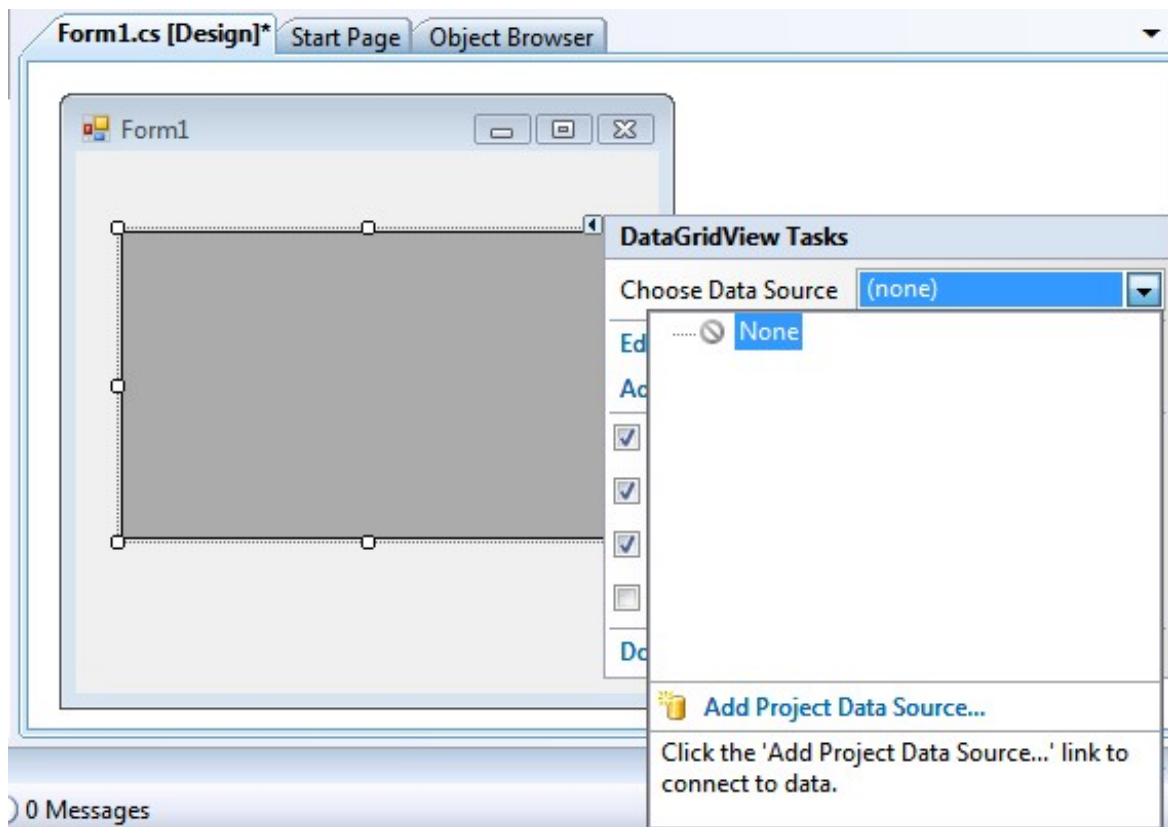 Form1.cs [Design]* Start Page Object Browser
Form1
DataGridView Tasks
Choose Data Source (none)
None
Ed
Ac
Do
Add Project Data Source...
Click the 'Add Project Data Source...' link to
connect to data.
0 Messages